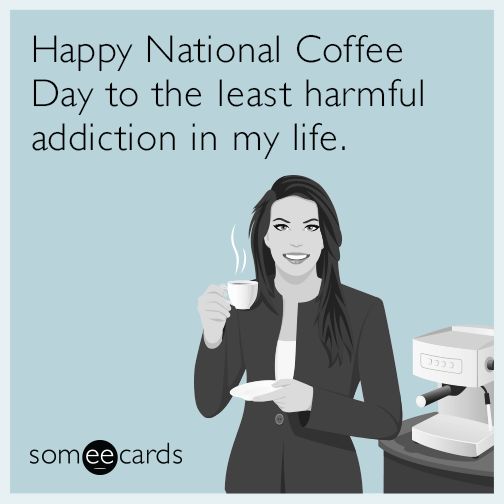 Happy National Coffee
Day to the least harmful
addiction in my life.
someecards